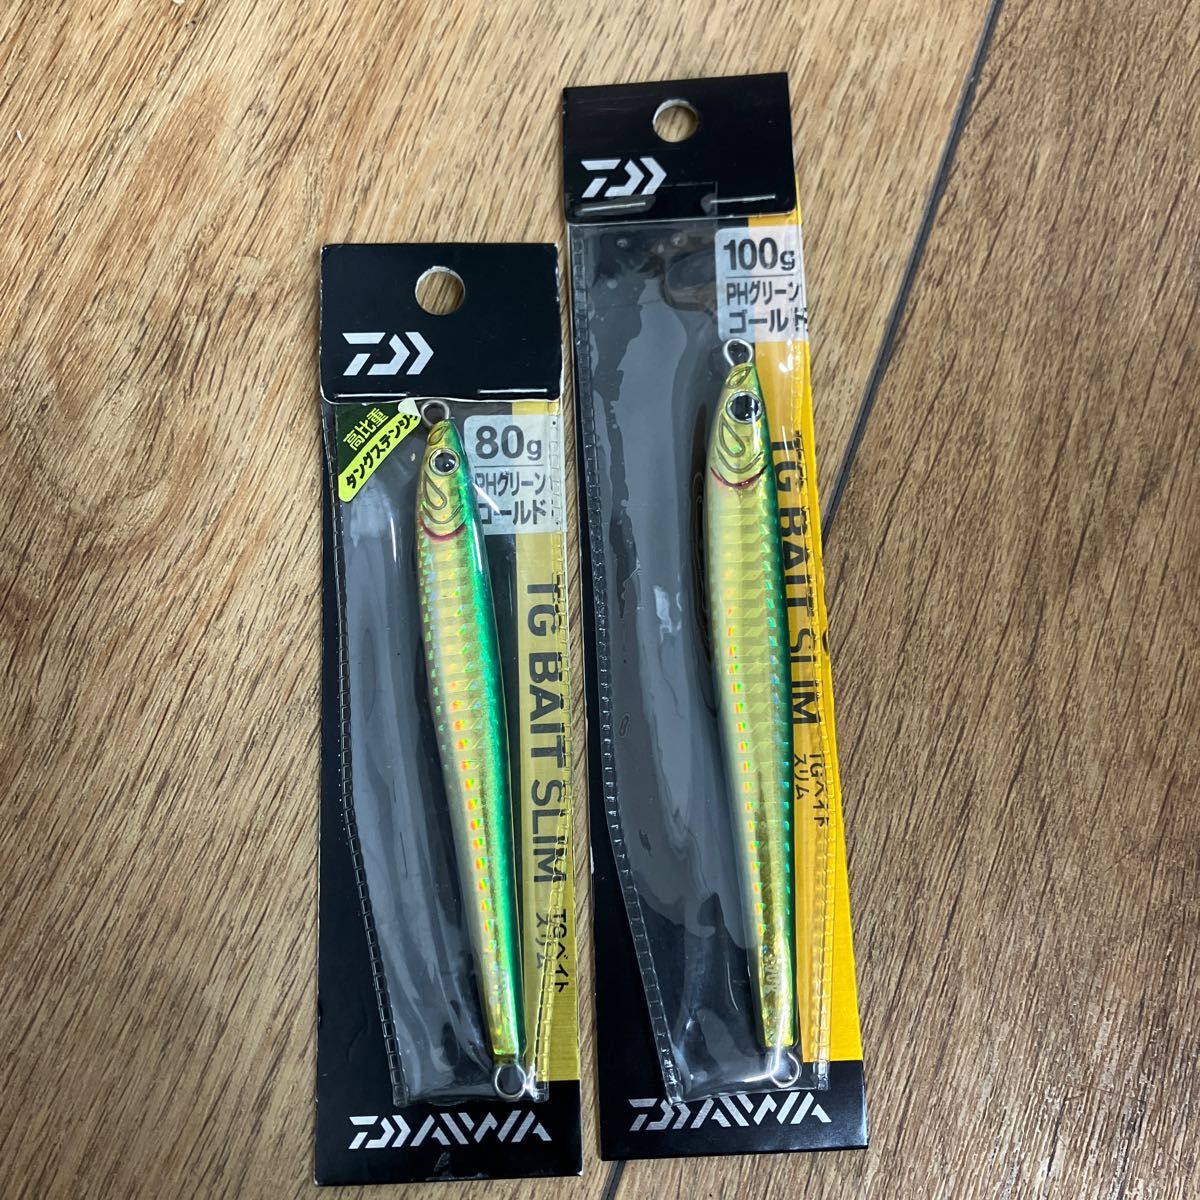 高比重
タングステン
80g
PHグリーン
ゴールド
TG BAIT SLIM
TGベイト
スリム
DAIWA
100g
PHグリーン
ゴールド
TG BAIT SLIM
TGベイト
スリム
DAIWA